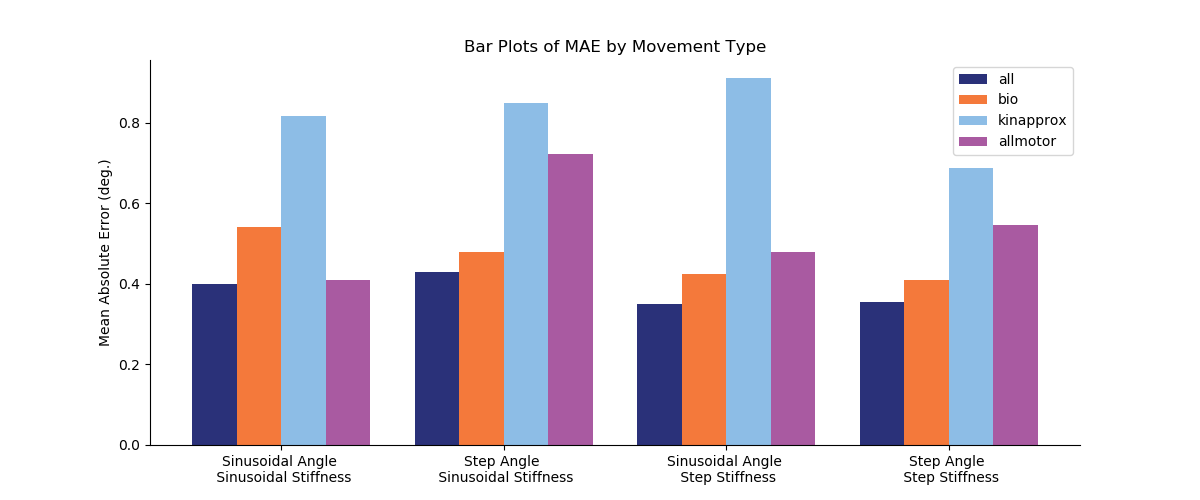 Bar Plots of MAE by Movement Type
all
bio
kinapprox
allmotor
Mean Absolute Error (deg.)
0.8
0.6
0.4
0.2
0.0
Sinusoidal Angle
Sinusoidal Stiffness
Step Angle
Sinusoidal Stiffness
Sinusoidal Angle
Step Stiffness
Step Angle
Step Stiffness